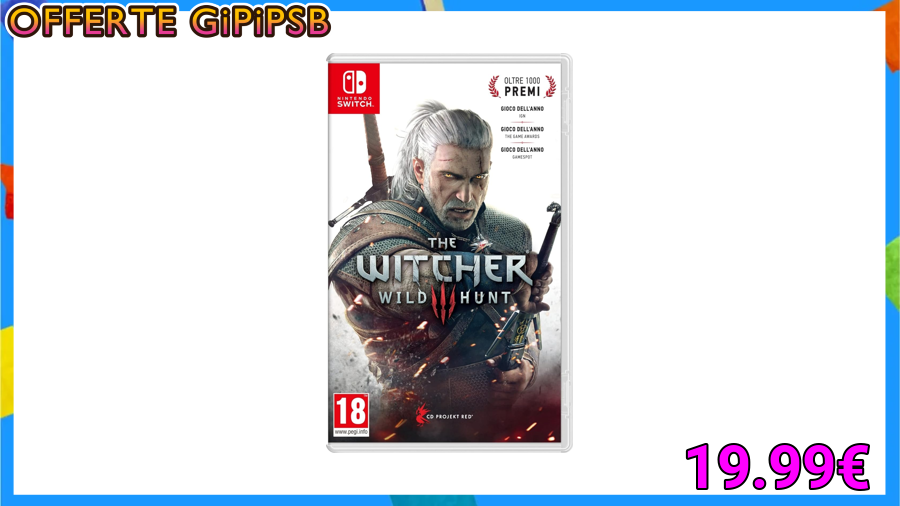 OFFERTE GiPiPSB
NINTENDO
SWITCH.
OLTRE 1000
PREMI
GIOCO DELL'ANNO
IGN
GIOCO DELL'ANNO
THE GAME AWARDS
GIOCO DELL'ANNO
GAMESPOT
THE
WITCHER
WILD III HUNT
18
www.pegi.info
CD PROJEKT RED
19.99€